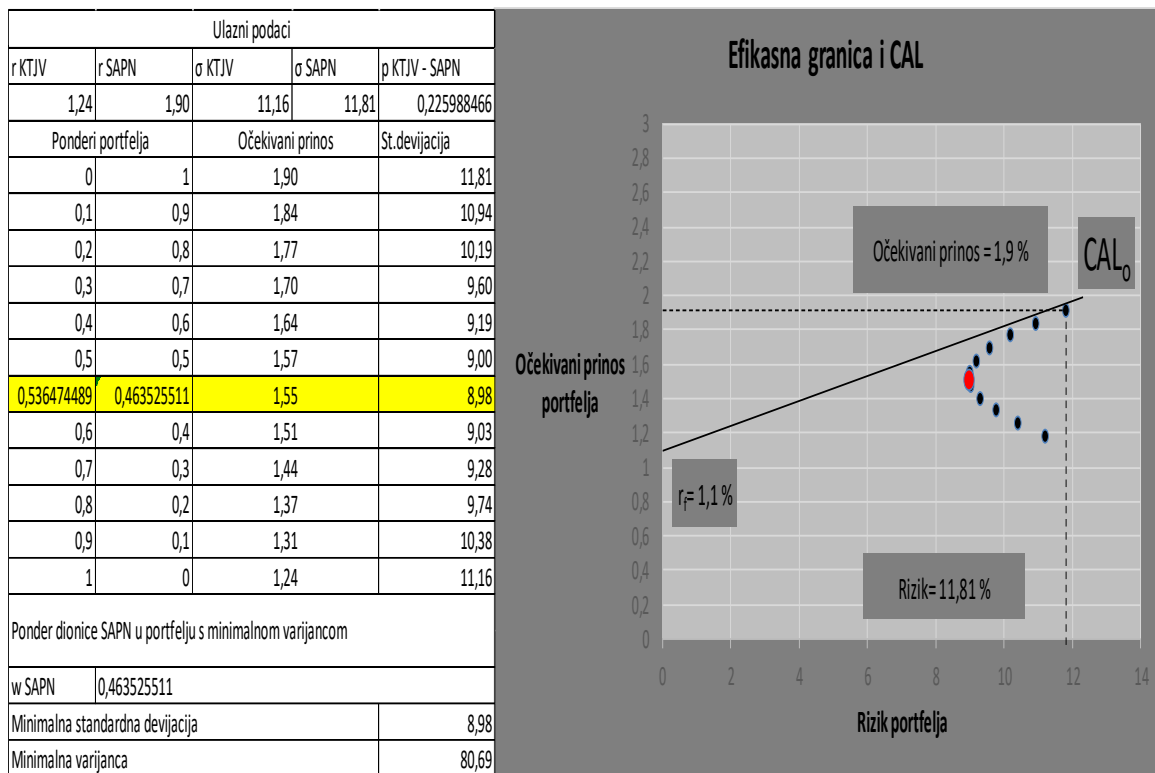 Ulazni podaci
r KTJV r SAPN σ KTJV σ SAPN p KTJV - SAPN
1,24 1,90 11,16 11,81 0,225988466
Ponderi portfelja Očekivani prinos St.devijacija
0 1 1,90 11,81
0,1 0,9 1,84 10,94
0,2 0,8 1,77 10,19
0,3 0,7 1,70 9,60
0,4 0,6 1,64 9,19
0,5 0,5 1,57 9,00
0,536474489 0,463525511 1,55 8,98
0,6 0,4 1,51 9,03
0,7 0,3 1,44 9,28
0,8 0,2 1,37 9,74
0,9 0,1 1,31 10,38
1 0 1,24 11,16
Ponder dionice SAPN u portfelju s minimalnom varijancom
w SAPN 0,463525511
Minimalna standardna devijacija 8,98
Minimalna varijanca 80,69
Efikasna granica i CAL
3
2,8
2,6
2,4
2,2
2
1,8
1,6
1,4
1,2
1
0,8
0,6
0,4
0,2
0
Očekivani prinos
portfelja
Očekivani prinos = 1,9 %
CALo
rf= 1,1 %
Rizik= 11,81 %
0 2 4 6 8 10 12 14
Rizik portfelja